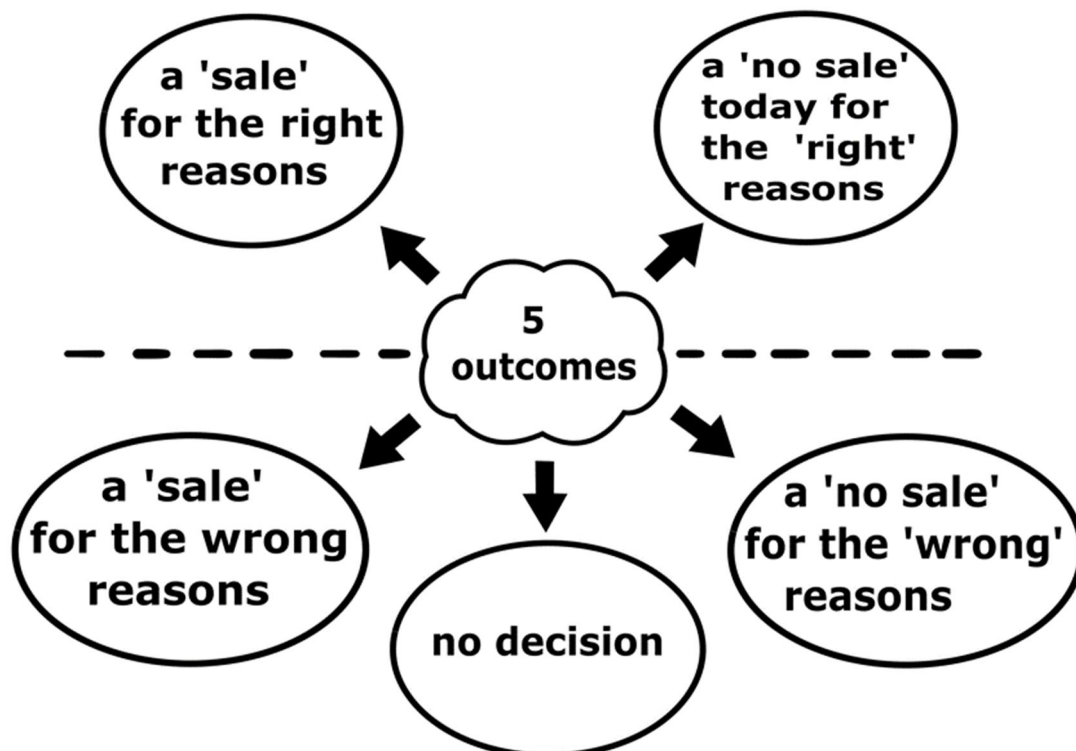 a 'sale'
for the right
reasons
a 'no sale'
today for
the 'right'
reasons
5
outcomes
a 'sale'
for the wrong
reasons
no decision
a 'no sale'
for the 'wrong'
reasons